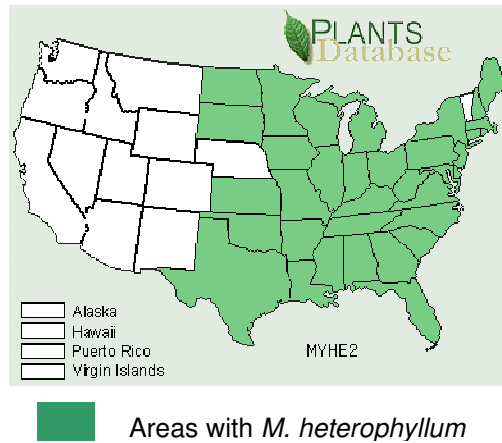 PLANTS
Database
Alaska
Hawaii
Puerto Rico
Virgin Islands
MYHE2
Areas with M. heterophyllum